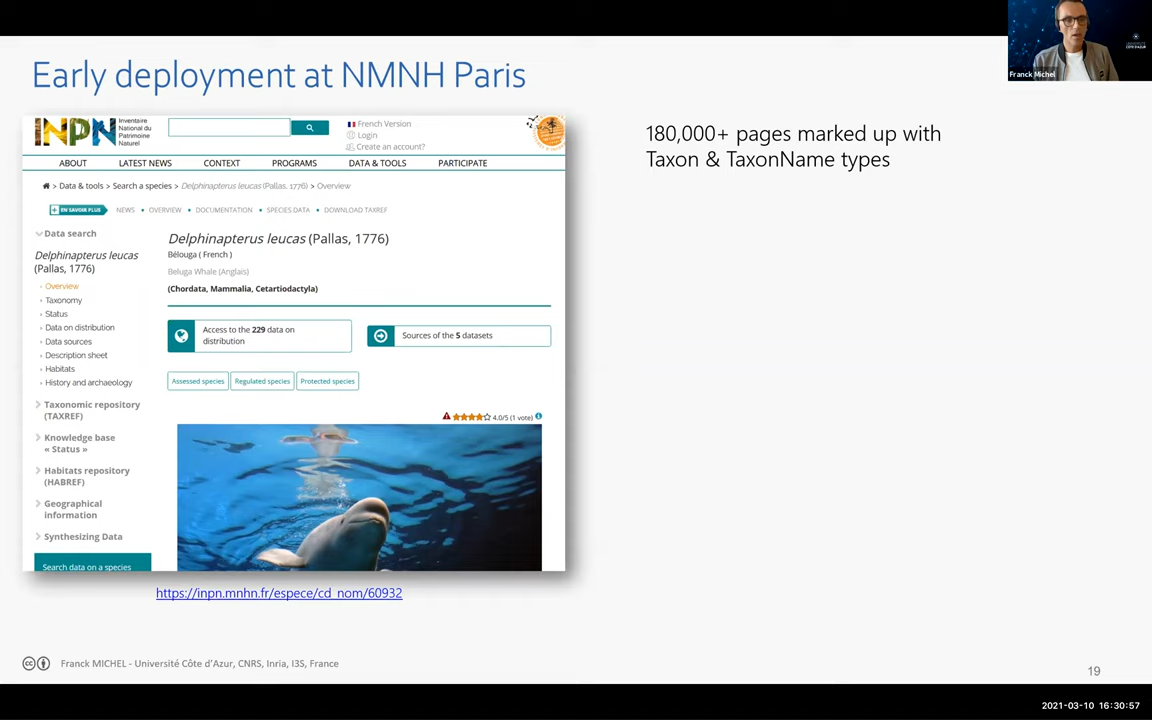 Early deployment at NMNH Paris
Franck Michel
UNIVERSITÉ
CÔTE D'AZUR
INPN
Inventaire
National du
Patrimoine
Naturel
French Version
Login
Create an account?
ABOUT LATEST NEWS CONTEXT PROGRAMS DATA & TOOLS PARTICIPATE
> Data & tools > Search a species > Delphinapterus leucas (Pallas, 1776) > Overview
+ EN SAVOIR PLUS NEWS • OVERVIEW • DOCUMENTATION • SPECIES DATA • DOWNLOAD TAXREF
Data search
Delphinapterus leucas
(Pallas, 1776)
Overview
Taxonomy
Status
Data on distribution
Data sources
Description sheet
Habitats
History and archaeology
Taxonomic repository
(TAXREF)
Knowledge base
« Status »
Habitats repository
(HABREF)
Geographical
information
Synthesizing Data
Search data on a species
Delphinapterus leucas (Pallas, 1776)
Bélouga ( French )
Beluga Whale (Anglais)
(Chordata, Mammalia, Cetartiodactyla)
Access to the 229 data on
distribution
Sources of the 5 datasets
Assessed species Regulated species Protected species
4.0/5 (1 vote)
https://inpn.mnhn.fr/espece/cd_nom/60932
180,000+ pages marked up with
Taxon & TaxonName types
cc Franck MICHEL - Université Côte d'Azur, CNRS, Inria, I3S, France
19
2021-03-10 16:30:57